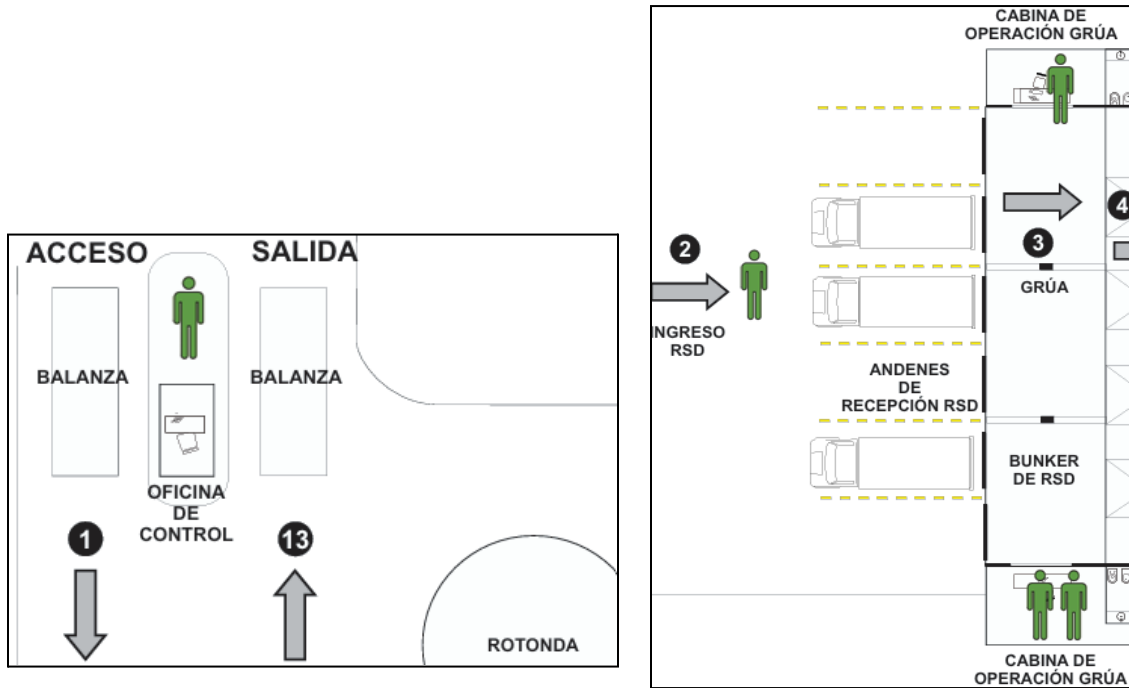 ACCESO
SALIDA
BALANZA
BALANZA
OFICINA
DE
CONTROL
1
13
ROTONDA
CABINA DE
OPERACIÓN GRÚA
2
INGRESO
RSD
3
4
GRÚA
ANDENES
DE
RECEPCIÓN RSD
BUNKER
DE RSD
CABINA DE
OPERACIÓN GRÚA